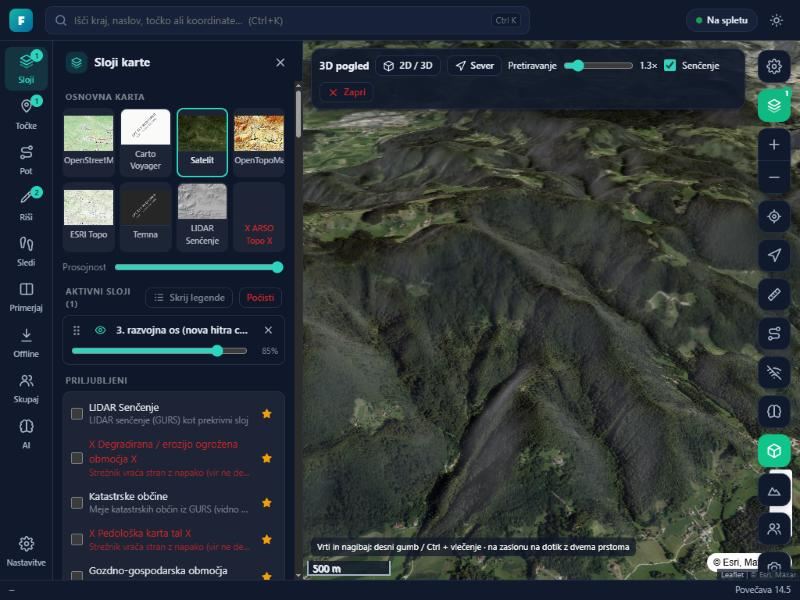 F
Išči kraj, naslov, točko ali koordinate... (Ctrl+K)
Ctrl K
Na spletu
1
Sloji
1
Točke
Pot
2
Riši
Sledi
Primerjaj
Offline
Skupaj
AI
Nastavitve
Sloji karte
OSNOVNA KARTA
OpenStreetM
Carto
Voyager
Satelit
OpenTopoMa
ESRI Topo
Temna
LIDAR
Senčenje
X ARSO
Topo X
Prosojnost
AKTIVNI SLOJI
(1)
Skrij legende
Počisti
3. razvojna os (nova hitra c...
85%
PRILJUBLJENI
LIDAR Senčenje
LIDAR senčenje (GURS) kot prekrivni sloj
X Degradirana / erozijo ogrožena
območja X
Strežnik vrača stran z napako (vir ne de...
Katastrske občine
Meje katastrskih občin iz GURS (vidno ...
X Pedološka karta tal X
Strežnik vrača stran z napako (vir ne de...
Gozdno-gospodarska območja
3D pogled
2D / 3D
Sever
Pretiravanje
1.3×
Senčenje
Zapri
1
Vrti in nagibaj: desni gumb / Ctrl + vlečenje · na zaslonu na dotik z dvema prstoma
500 m
© Esri, Ma
Leaflet | © Esri, Maxar
–
Povečava 14.5